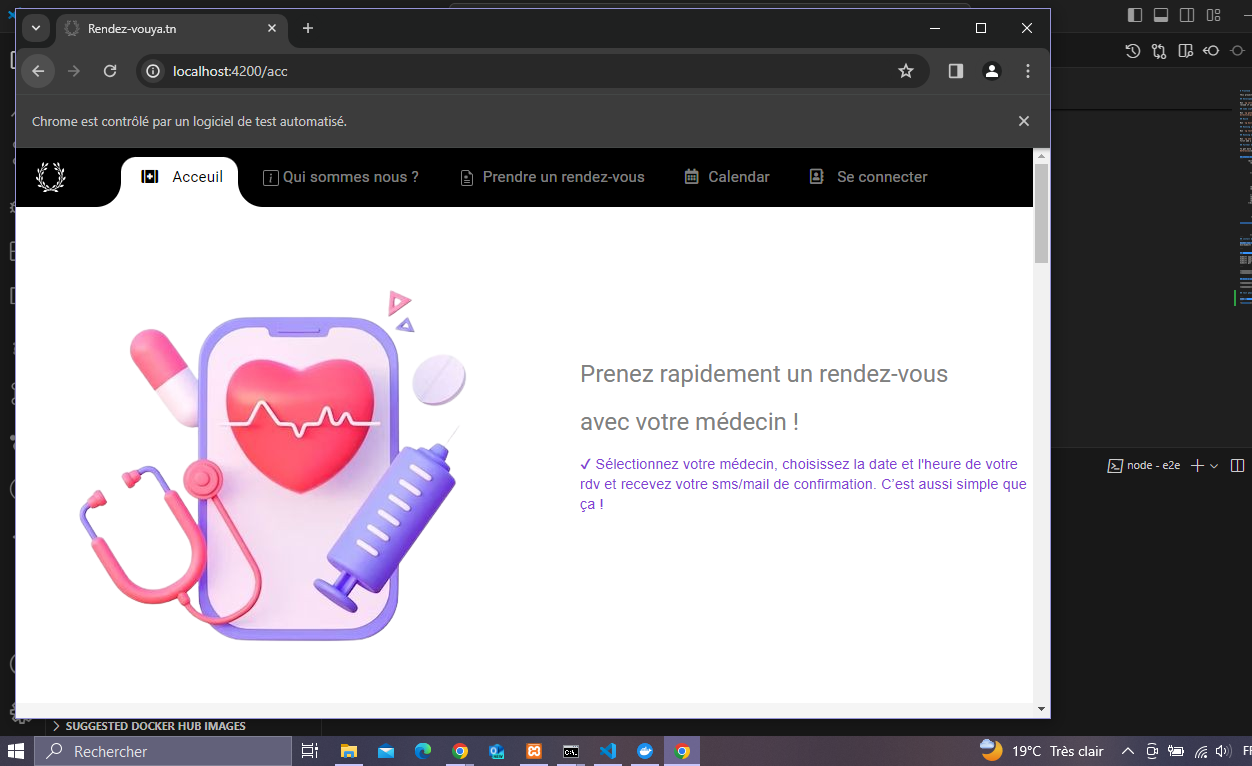 Rendez-vouya.tn
localhost:4200/acc
Chrome est contrôlé par un logiciel de test automatisé.
Acceuil
Qui sommes nous ?
Prendre un rendez-vous
Calendar
Se connecter
Prenez rapidement un rendez-vous
avec votre médecin !
✓ Sélectionnez votre médecin, choisissez la date et l'heure de votre
rdv et recevez votre sms/mail de confirmation. C'est aussi simple que
ça !
node - e2e
SUGGESTED DOCKER HUB IMAGES
Rechercher
19°C Très clair